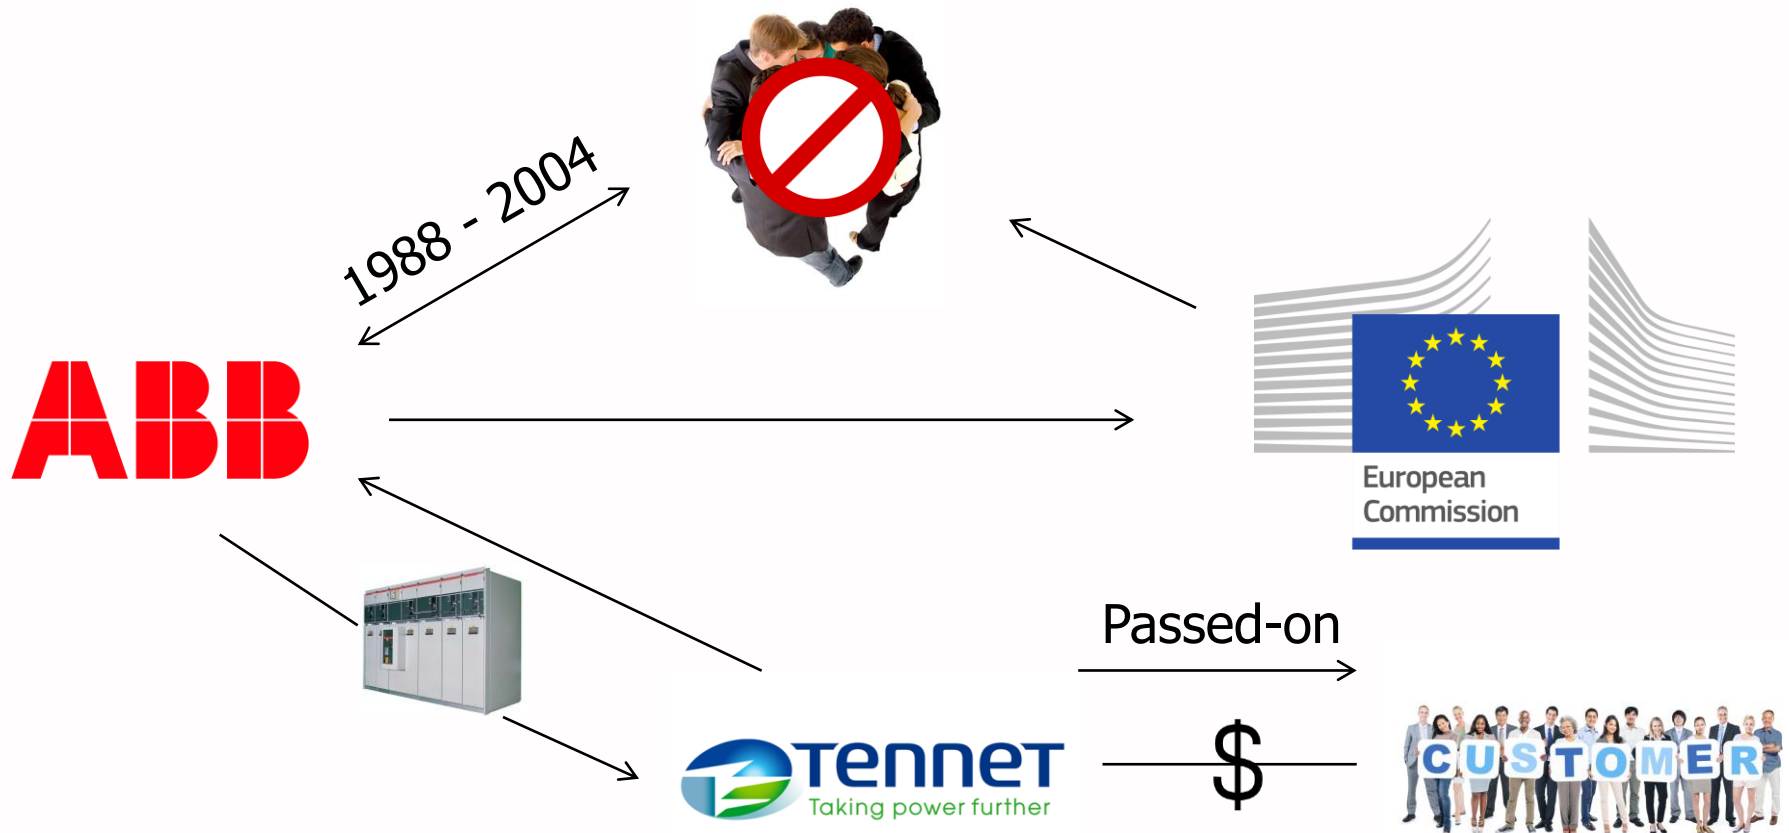 1988 - 2004
ABB
European
Commission
Passed-on
TenneT
Taking power further
$
CUSTOMER